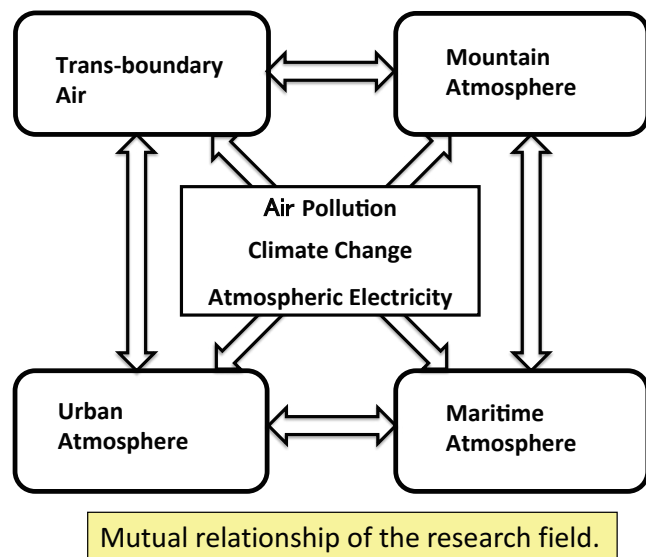 Trans-boundary
Air
Mountain
Atmosphere
Air Pollution
Climate Change
Atmospheric Electricity
Urban
Atmosphere
Maritime
Atmosphere
Mutual relationship of the research field.